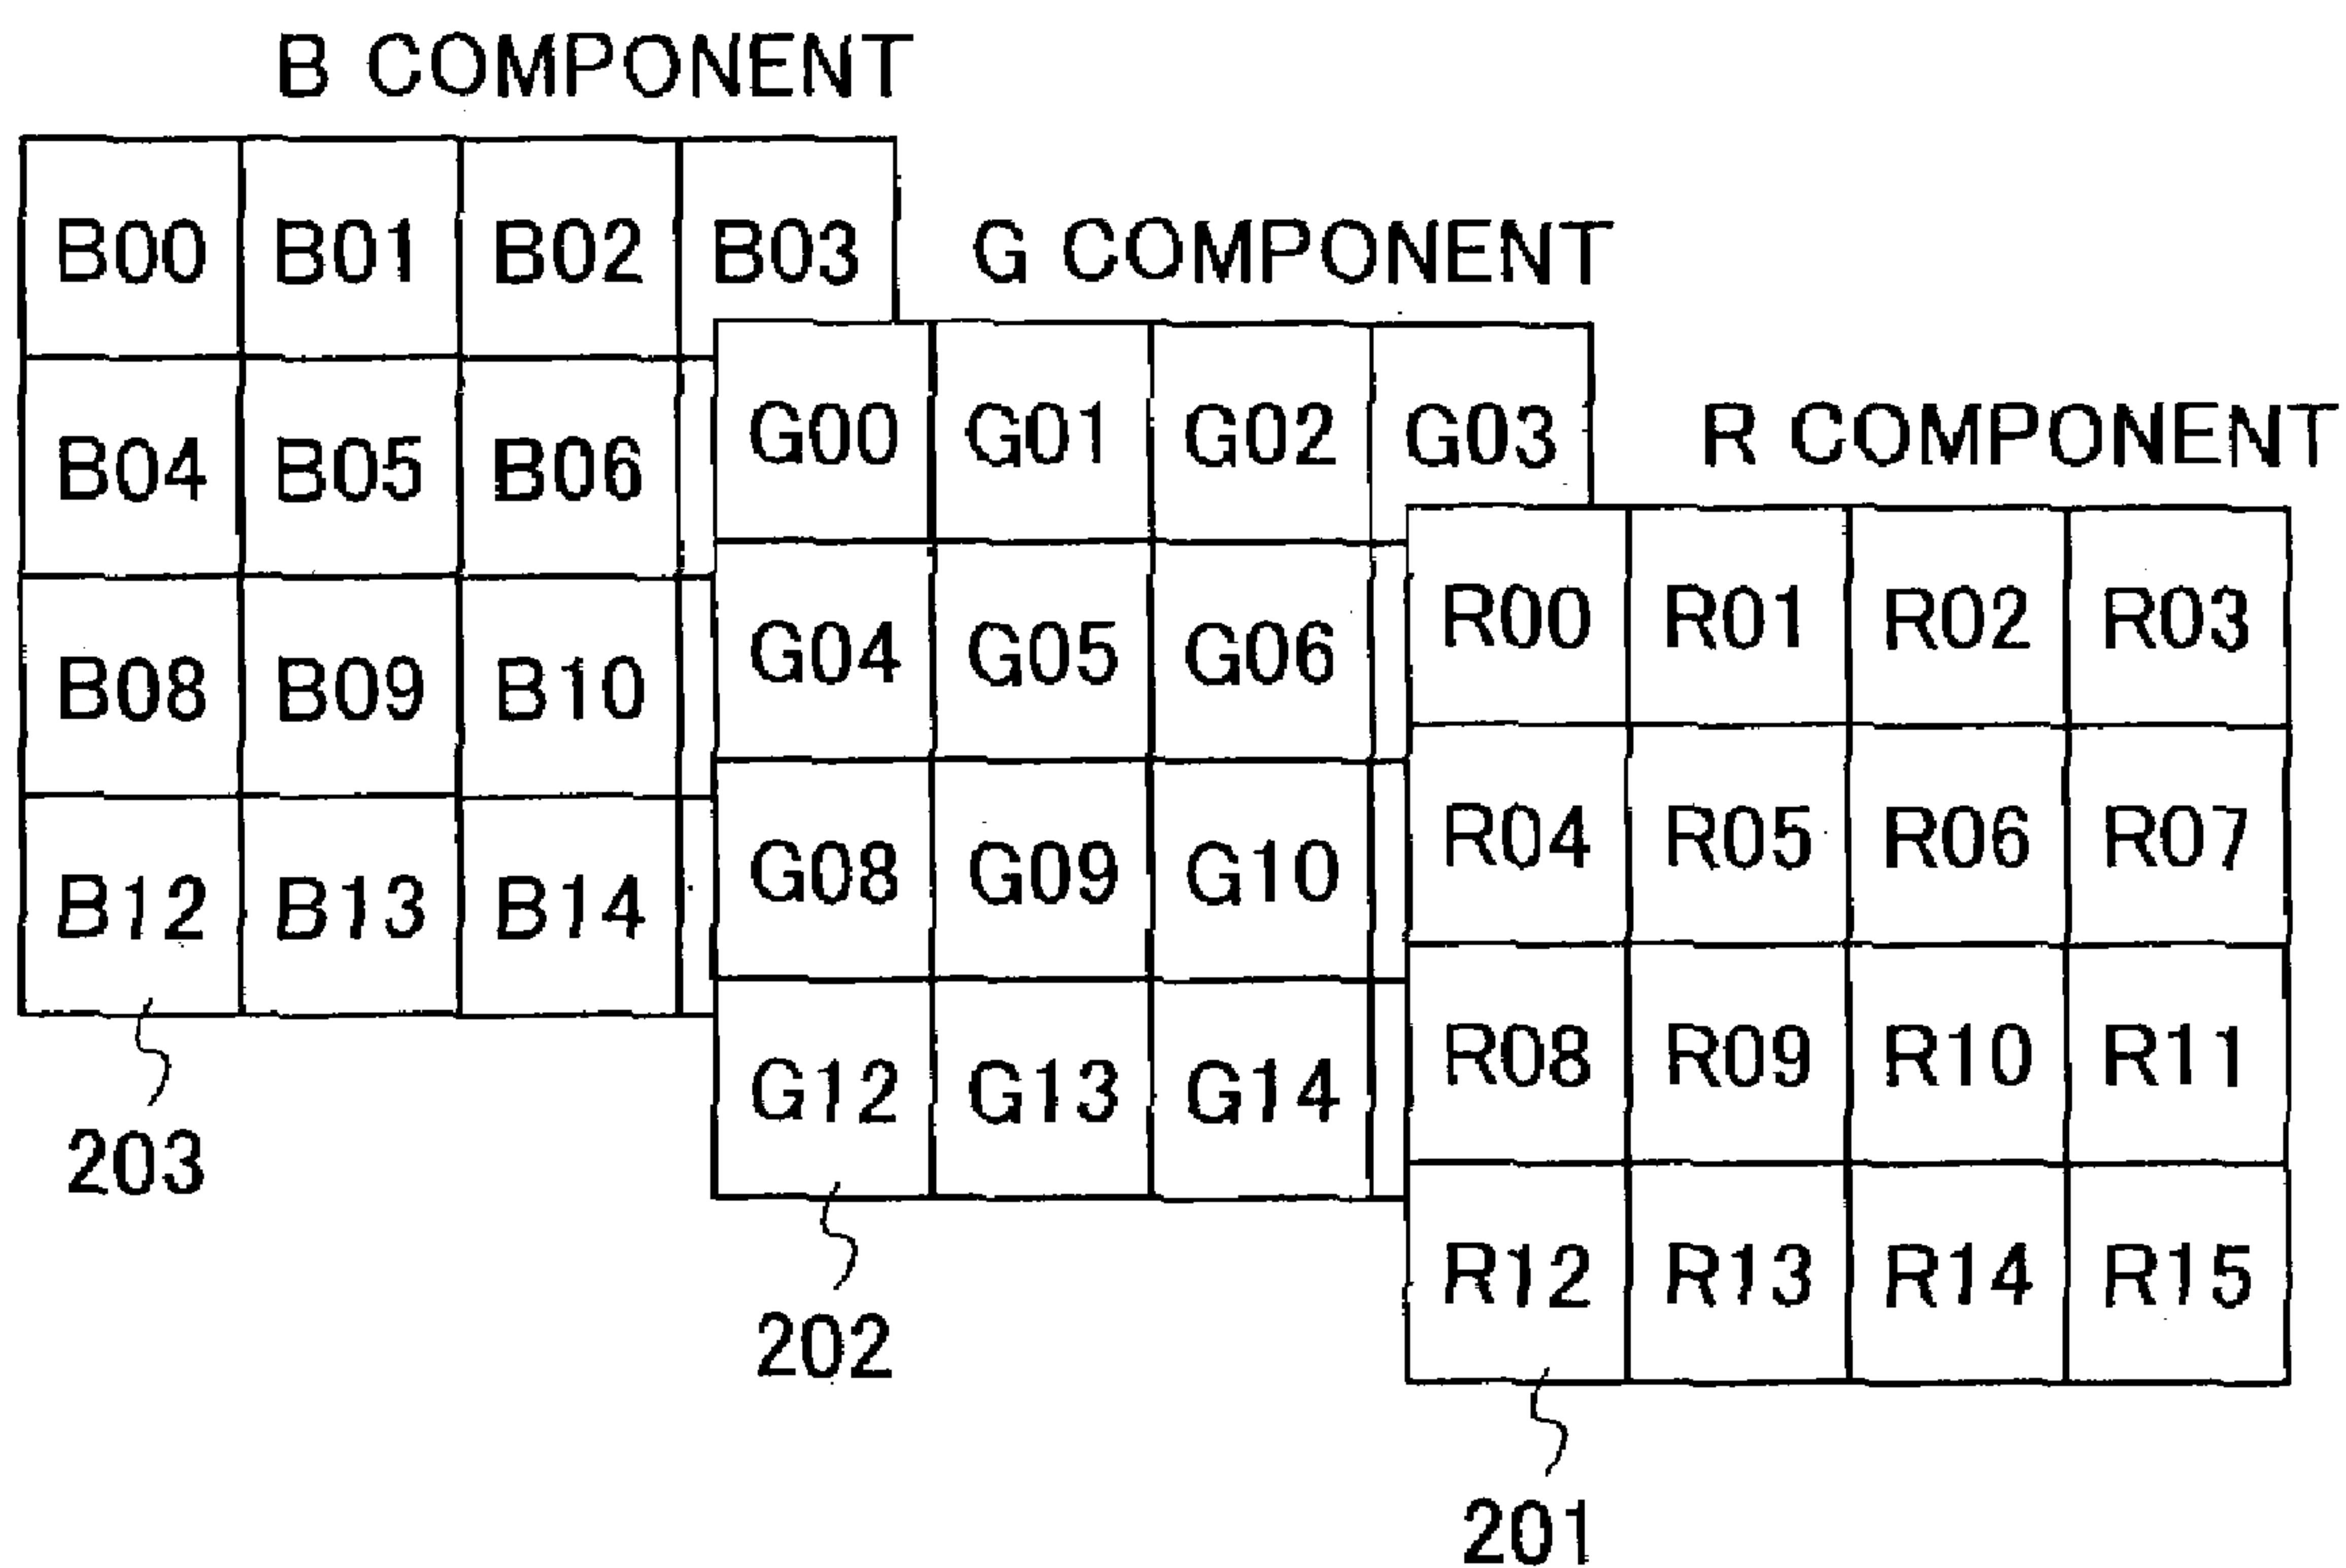 B COMPONENT
B00 B01 B02 B03
B04 B05 B06
B08 B09 B10
B12 B13 B14
203
G COMPONENT
G00 G01 G02 G03
G04 G05 G06
G08 G09 G10
G12 G13 G14
202
R COMPONENT
R00 R01 R02 R03
R04 R05 R06 R07
R08 R09 R10 R11
R12 R13 R14 R15
201